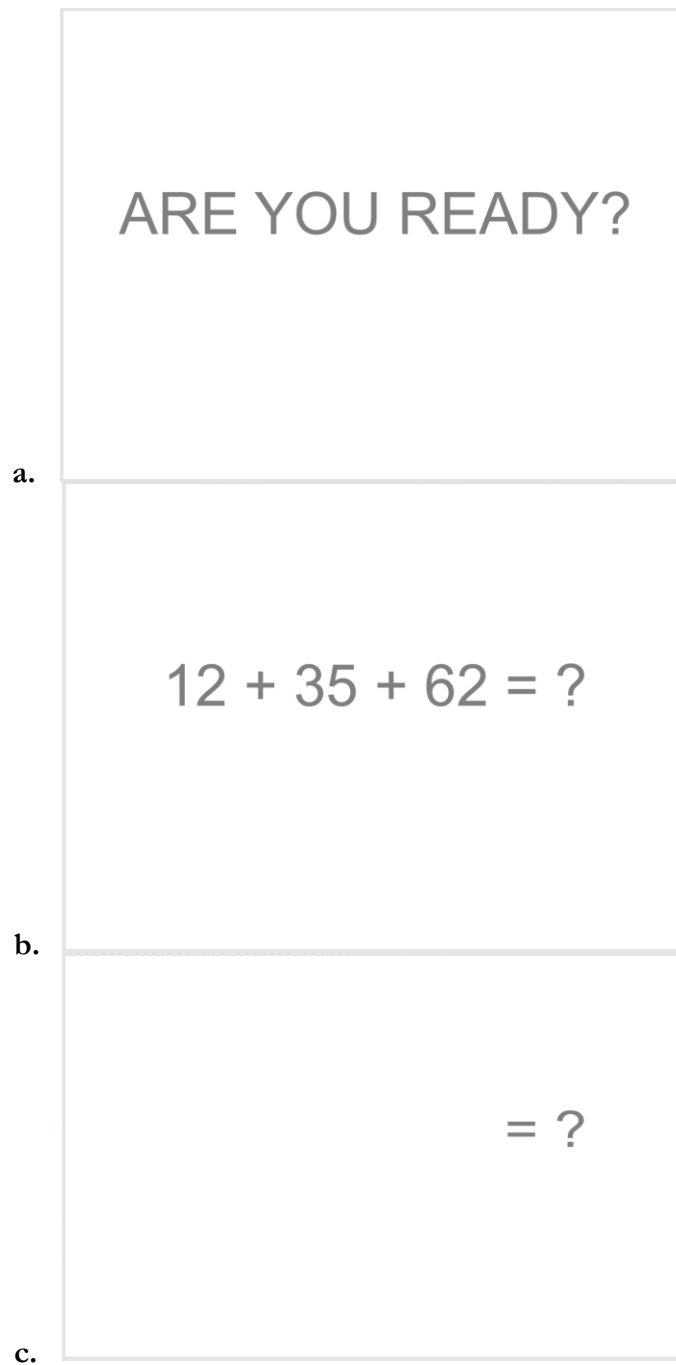 ARE YOU READY?
a.
12 + 35 + 62 = ?
b.
= ?
c.